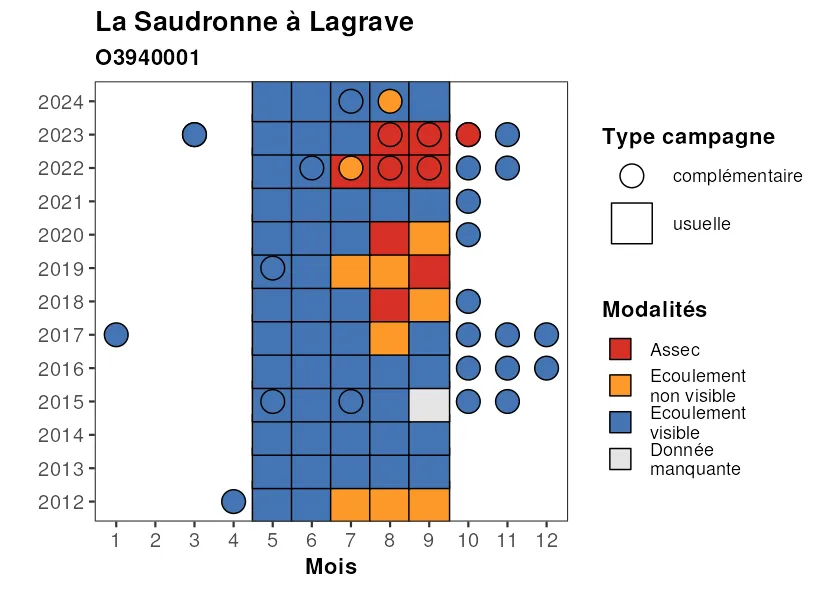 La Saudronne à Lagrave
O3940001
2024
2023
2022
2021
2020
2019
2018
2017
2016
2015
2014
2013
2012
1 2 3 4 5 6 7 8 9 10 11 12
Mois
Type campagne
complémentaire
usuelle
Modalités
Assec
Ecoulement
non visible
Ecoulement
visible
Donnée
manquante